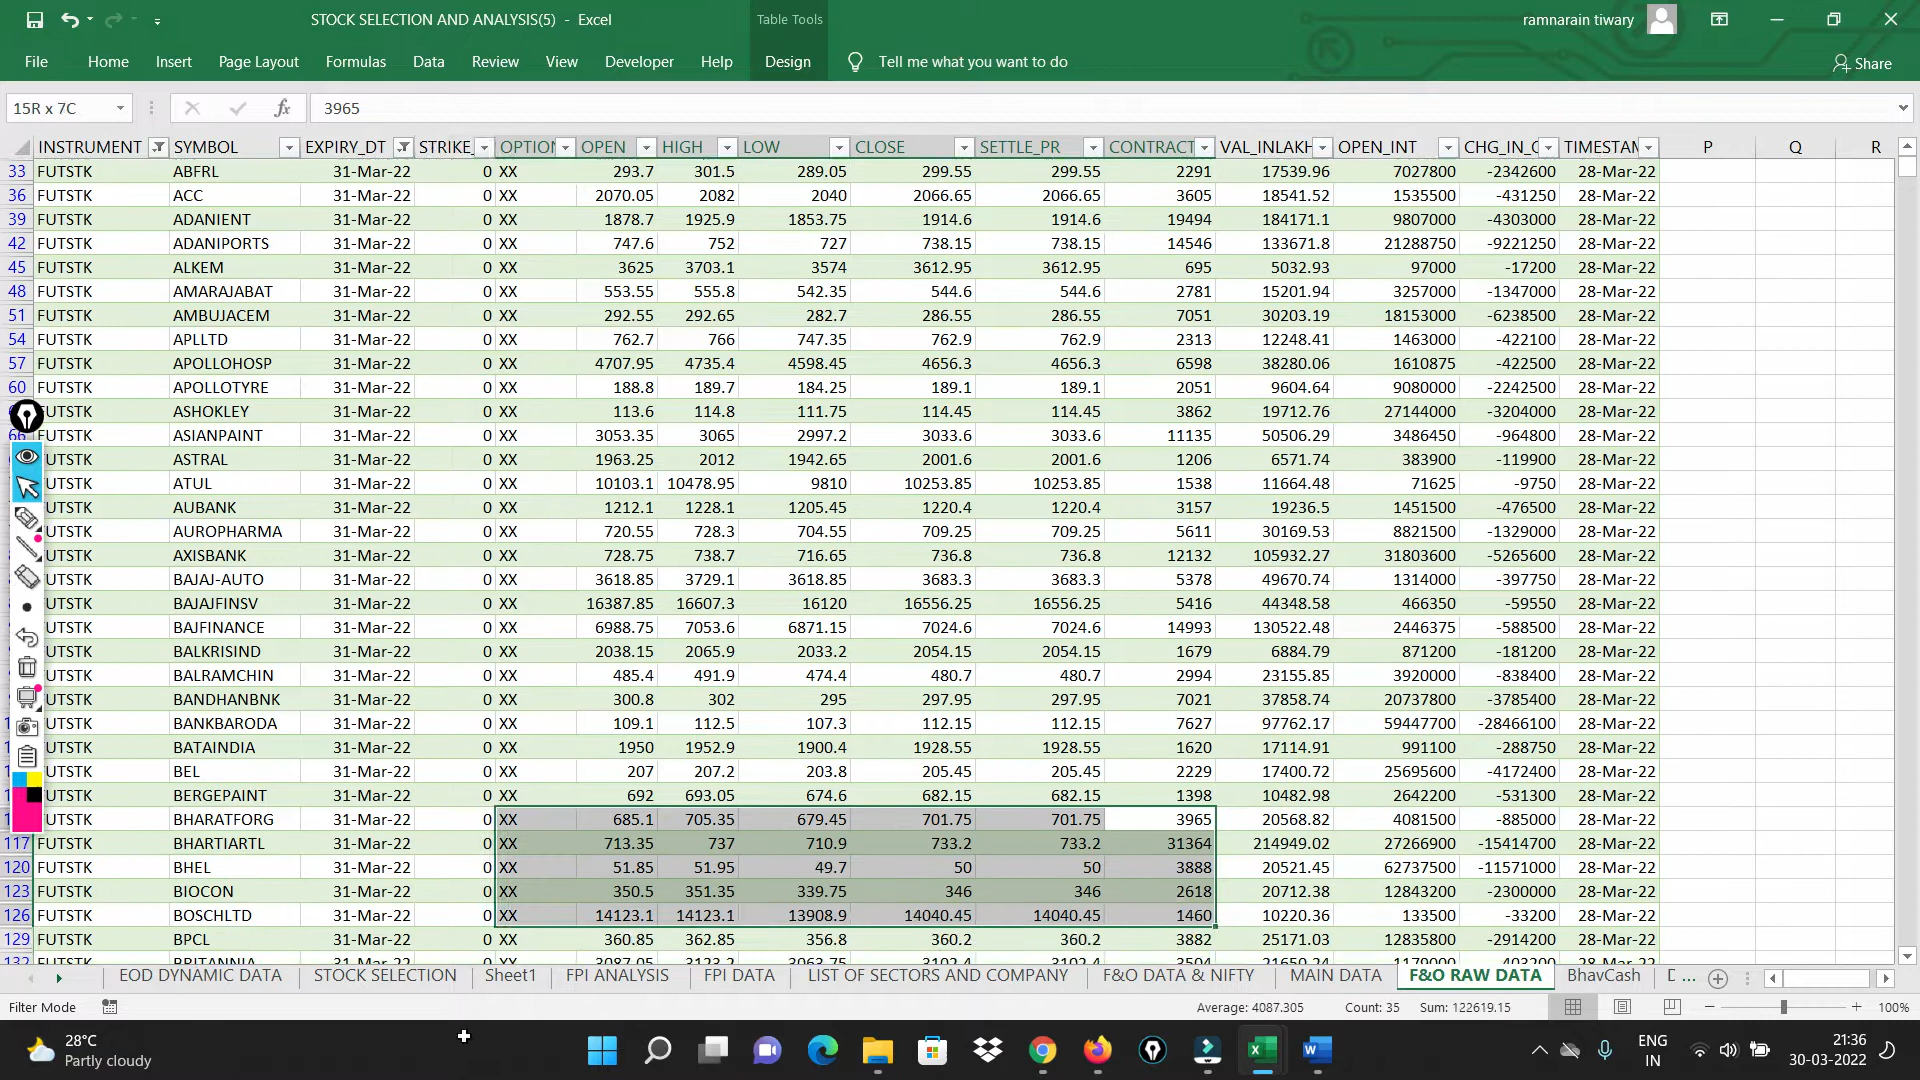 STOCK SELECTION AND ANALYSIS(5) - Excel
Table Tools
ramnarain tiwary
File Home Insert Page Layout Formulas Data Review View Developer Help Design Tell me what you want to do Share
15R x 7C fx 3965
INSTRUMENT SYMBOL EXPIRY_DT STRIKE_ OPTION OPEN HIGH LOW CLOSE SETTLE_PR CONTRACT VAL_INLAKH OPEN_INT CHG_IN_O TIMESTAM P Q R
33 FUTSTK ABFRL 31-Mar-22 0 XX 293.7 301.5 289.05 299.55 299.55 2291 17539.96 7027800 -2342600 28-Mar-22
36 FUTSTK ACC 31-Mar-22 0 XX 2070.05 2082 2040 2066.65 2066.65 3605 18541.52 1535500 -431250 28-Mar-22
39 FUTSTK ADANIENT 31-Mar-22 0 XX 1878.7 1925.9 1853.75 1914.6 1914.6 19494 184171.1 9807000 -4303000 28-Mar-22
42 FUTSTK ADANIPORTS 31-Mar-22 0 XX 747.6 752 727 738.15 738.15 14546 133671.8 21288750 -9221250 28-Mar-22
45 FUTSTK ALKEM 31-Mar-22 0 XX 3625 3703.1 3574 3612.95 3612.95 695 5032.93 97000 -17200 28-Mar-22
48 FUTSTK AMARAJABAT 31-Mar-22 0 XX 553.55 555.8 542.35 544.6 544.6 2781 15201.94 3257000 -1347000 28-Mar-22
51 FUTSTK AMBUJACEM 31-Mar-22 0 XX 292.55 292.65 282.7 286.55 286.55 7051 30203.19 18153000 -6238500 28-Mar-22
54 FUTSTK APLLTD 31-Mar-22 0 XX 762.7 766 747.35 762.9 762.9 2313 12248.41 1463000 -422100 28-Mar-22
57 FUTSTK APOLLOHOSP 31-Mar-22 0 XX 4707.95 4735.4 4598.45 4656.3 4656.3 6598 38280.06 1610875 -422500 28-Mar-22
60 FUTSTK APOLLOTYRE 31-Mar-22 0 XX 188.8 189.7 184.25 189.1 189.1 2051 9604.64 9080000 -2242500 28-Mar-22
UTSTK ASHOKLEY 31-Mar-22 0 XX 113.6 114.8 111.75 114.45 114.45 3862 19712.76 27144000 -3204000 28-Mar-22
66 UTSTK ASIANPAINT 31-Mar-22 0 XX 3053.35 3065 2997.2 3033.6 3033.6 11135 50506.29 3486450 -964800 28-Mar-22
UTSTK ASTRAL 31-Mar-22 0 XX 1963.25 2012 1942.65 2001.6 2001.6 1206 6571.74 383900 -119900 28-Mar-22
UTSTK ATUL 31-Mar-22 0 XX 10103.1 10478.95 9810 10253.85 10253.85 1538 11664.48 71625 -9750 28-Mar-22
UTSTK AUBANK 31-Mar-22 0 XX 1212.1 1228.1 1205.45 1220.4 1220.4 3157 19236.5 1451500 -476500 28-Mar-22
UTSTK AUROPHARMA 31-Mar-22 0 XX 720.55 728.3 704.55 709.25 709.25 5611 30169.53 8821500 -1329000 28-Mar-22
UTSTK AXISBANK 31-Mar-22 0 XX 728.75 738.7 716.65 736.8 736.8 12132 105932.27 31803600 -5265600 28-Mar-22
UTSTK BAJAJ-AUTO 31-Mar-22 0 XX 3618.85 3729.1 3618.85 3683.3 3683.3 5378 49670.74 1314000 -397750 28-Mar-22
UTSTK BAJAJFINSV 31-Mar-22 0 XX 16387.85 16607.3 16120 16556.25 16556.25 5416 44348.58 466350 -59550 28-Mar-22
UTSTK BAJFINANCE 31-Mar-22 0 XX 6988.75 7053.6 6871.15 7024.6 7024.6 14993 130522.48 2446375 -588500 28-Mar-22
UTSTK BALKRISIND 31-Mar-22 0 XX 2038.15 2065.9 2033.2 2054.15 2054.15 1679 6884.79 871200 -181200 28-Mar-22
UTSTK BALRAMCHIN 31-Mar-22 0 XX 485.4 491.9 474.4 480.7 480.7 2994 23155.85 3920000 -838400 28-Mar-22
UTSTK BANDHANBNK 31-Mar-22 0 XX 300.8 302 295 297.95 297.95 7021 37858.74 20737800 -3785400 28-Mar-22
UTSTK BANKBARODA 31-Mar-22 0 XX 109.1 112.5 107.3 112.15 112.15 7627 97762.17 59447700 -28466100 28-Mar-22
UTSTK BATAINDIA 31-Mar-22 0 XX 1950 1952.9 1900.4 1928.55 1928.55 1620 17114.91 991100 -288750 28-Mar-22
UTSTK BEL 31-Mar-22 0 XX 207 207.2 203.8 205.45 205.45 2229 17400.72 25695600 -4172400 28-Mar-22
UTSTK BERGEPAINT 31-Mar-22 0 XX 692 693.05 674.6 682.15 682.15 1398 10482.98 2642200 -531300 28-Mar-22
UTSTK BHARATFORG 31-Mar-22 0 XX 685.1 705.35 679.45 701.75 701.75 3965 20568.82 4081500 -885000 28-Mar-22
117 FUTSTK BHARTIARTL 31-Mar-22 0 XX 713.35 737 710.9 733.2 733.2 31364 214949.02 27266900 -15414700 28-Mar-22
120 FUTSTK BHEL 31-Mar-22 0 XX 51.85 51.95 49.7 50 50 3888 20521.45 62737500 -11571000 28-Mar-22
123 FUTSTK BIOCON 31-Mar-22 0 XX 350.5 351.35 339.75 346 346 2618 20712.38 12843200 -2300000 28-Mar-22
126 FUTSTK BOSCHLTD 31-Mar-22 0 XX 14123.1 14123.1 13908.9 14040.45 14040.45 1460 10220.36 133500 -33200 28-Mar-22
129 FUTSTK BPCL 31-Mar-22 0 XX 360.85 362.85 356.8 360.2 360.2 3882 25171.03 12835800 -2914200 28-Mar-22
EOD DYNAMIC DATA STOCK SELECTION Sheet1 FPI ANALYSIS FPI DATA LIST OF SECTORS AND COMPANY F&O DATA & NIFTY MAIN DATA F&O RAW DATA BhavCash D ...
Filter Mode Average: 4087.305 Count: 35 Sum: 122619.15 100%
28°C
Partly cloudy
ENG
IN
21:36
30-03-2022